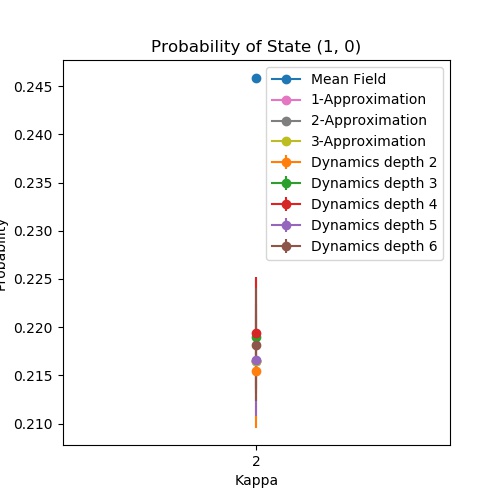 Probability of State (1, 0)
Probability
0.245
0.240
0.235
0.230
0.225
0.220
0.215
0.210
Mean Field
1-Approximation
2-Approximation
3-Approximation
Dynamics depth 2
Dynamics depth 3
Dynamics depth 4
Dynamics depth 5
Dynamics depth 6
2
Kappa